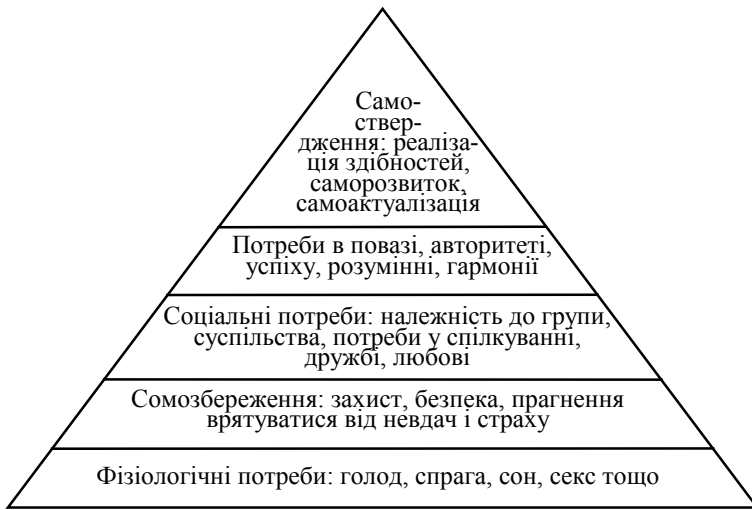 Само-
ствер-
дження: реаліза-
ція здібностей,
саморозвиток,
самоактуалізація
Потреби в повазі, авторитеті,
успіху, розумінні, гармонії
Соціальні потреби: належність до групи,
суспільства, потреби у спілкуванні,
дружбі, любові
Сомозбереження: захист, безпека, прагнення
врятуватися від невдач і страху
Фізіологічні потреби: голод, спрага, сон, секс тощо